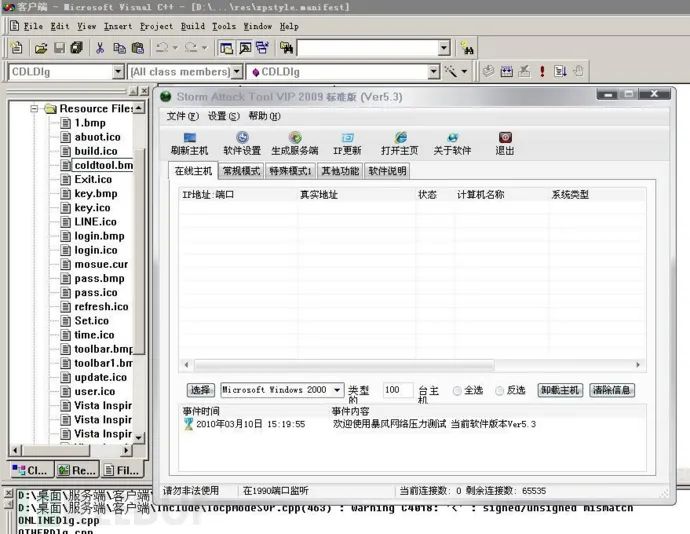 客户端 - Microsoft Visual C++ - [D:\...\res\xpstyle.manifest]
File Edit View Insert Project Build Tools Window Help
CDLDlg
[All class members]
CDLDlg
Resource Files
1.bmp
abuot.ico
build.ico
coldtool.bm
Exit.ico
key.bmp
key.ico
LINE.ico
login.bmp
login.ico
mosue.cur
pass.bmp
pass.ico
refresh.ico
Set.ico
time.ico
toolbar.bmp
toolbar1.bmp
update.ico
user.ico
Vista Inspir
Vista Inspir
Cl...
Re...
Fil...
Storm Attock Tool VIP 2009 标准版 (Ver5.3)
文件(F) 设置(S) 帮助(H)
刷新主机 软件设置 生成服务端 IP更新 打开主页 关于软件 退出
在线主机 常规模式 特殊模式1 其他功能 软件说明
IP地址:端口 真实地址 状态 计算机名称 系统类型
选择 Microsoft Windows 2000 类型的 100 台主机 全选 反选 卸载主机 清除信息
事件时间 事件内容
2010年03月10日 15:19:55 欢迎使用暴风网络压力测试 当前软件版本Ver5.3
请勿非法使用 在1990端口监听 当前连接数: 0 剩余连接数: 65535
D:\桌面\服务端\客户端\
D:\桌面\服务端\客户端\include\IocpModeSvr.cpp(463) : warning C4018: '<' : signed/unsigned mismatch
ONLINEDlg.cpp
OTHERDlg.cpp